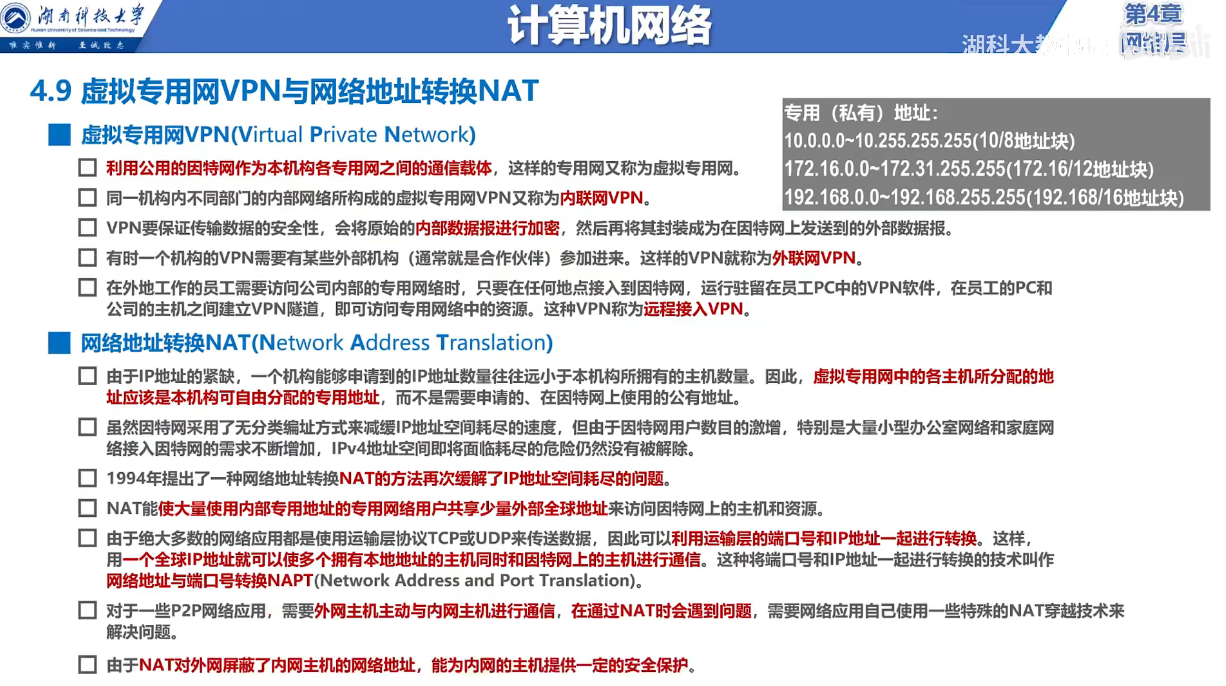 湖南科技大学
Hunan University of Science and Technology
唯实惟新 至诚致志
计算机网络
第4章
网络层
湖科大教书匠
bilibili
4.9 虚拟专用网VPN与网络地址转换NAT
专用（私有）地址：
10.0.0.0~10.255.255.255(10/8地址块)
172.16.0.0~172.31.255.255(172.16/12地址块)
192.168.0.0~192.168.255.255(192.168/16地址块)
虚拟专用网VPN(Virtual Private Network)
利用公用的因特网作为本机构各专用网之间的通信载体，这样的专用网又称为虚拟专用网。
同一机构内不同部门的内部网络所构成的虚拟专用网VPN又称为内联网VPN。
VPN要保证传输数据的安全性，会将原始的内部数据报进行加密，然后再将其封装成为在因特网上发送到的外部数据报。
有时一个机构的VPN需要有某些外部机构（通常就是合作伙伴）参加进来。这样的VPN就称为外联网VPN。
在外地工作的员工需要访问公司内部的专用网络时，只要在任何地点接入到因特网，运行驻留在员工PC中的VPN软件，在员工的PC和
公司的主机之间建立VPN隧道，即可访问专用网络中的资源。这种VPN称为远程接入VPN。
网络地址转换NAT(Network Address Translation)
由于IP地址的紧缺，一个机构能够申请到的IP地址数量往往远小于本机构所拥有的主机数量。因此，虚拟专用网中的各主机所分配的地
址应该是本机构可自由分配的专用地址，而不是需要申请的、在因特网上使用的公有地址。
虽然因特网采用了无分类编址方式来减缓IP地址空间耗尽的速度，但由于因特网用户数目的激增，特别是大量小型办公室网络和家庭网
络接入因特网的需求不断增加，IPv4地址空间即将面临耗尽的危险仍然没有被解除。
1994年提出了一种网络地址转换NAT的方法再次缓解了IP地址空间耗尽的问题。
NAT能使大量使用内部专用地址的专用网络用户共享少量外部全球地址来访问因特网上的主机和资源。
由于绝大多数的网络应用都是使用运输层协议TCP或UDP来传送数据，因此可以利用运输层的端口号和IP地址一起进行转换。这样，
用一个全球IP地址就可以使多个拥有本地地址的主机同时和因特网上的主机进行通信。这种将端口号和IP地址一起进行转换的技术叫作
网络地址与端口号转换NAPT(Network Address and Port Translation)。
对于一些P2P网络应用，需要外网主机主动与内网主机进行通信，在通过NAT时会遇到问题，需要网络应用自己使用一些特殊的NAT穿越技术来
解决问题。
由于NAT对外网屏蔽了内网主机的网络地址，能为内网的主机提供一定的安全保护。